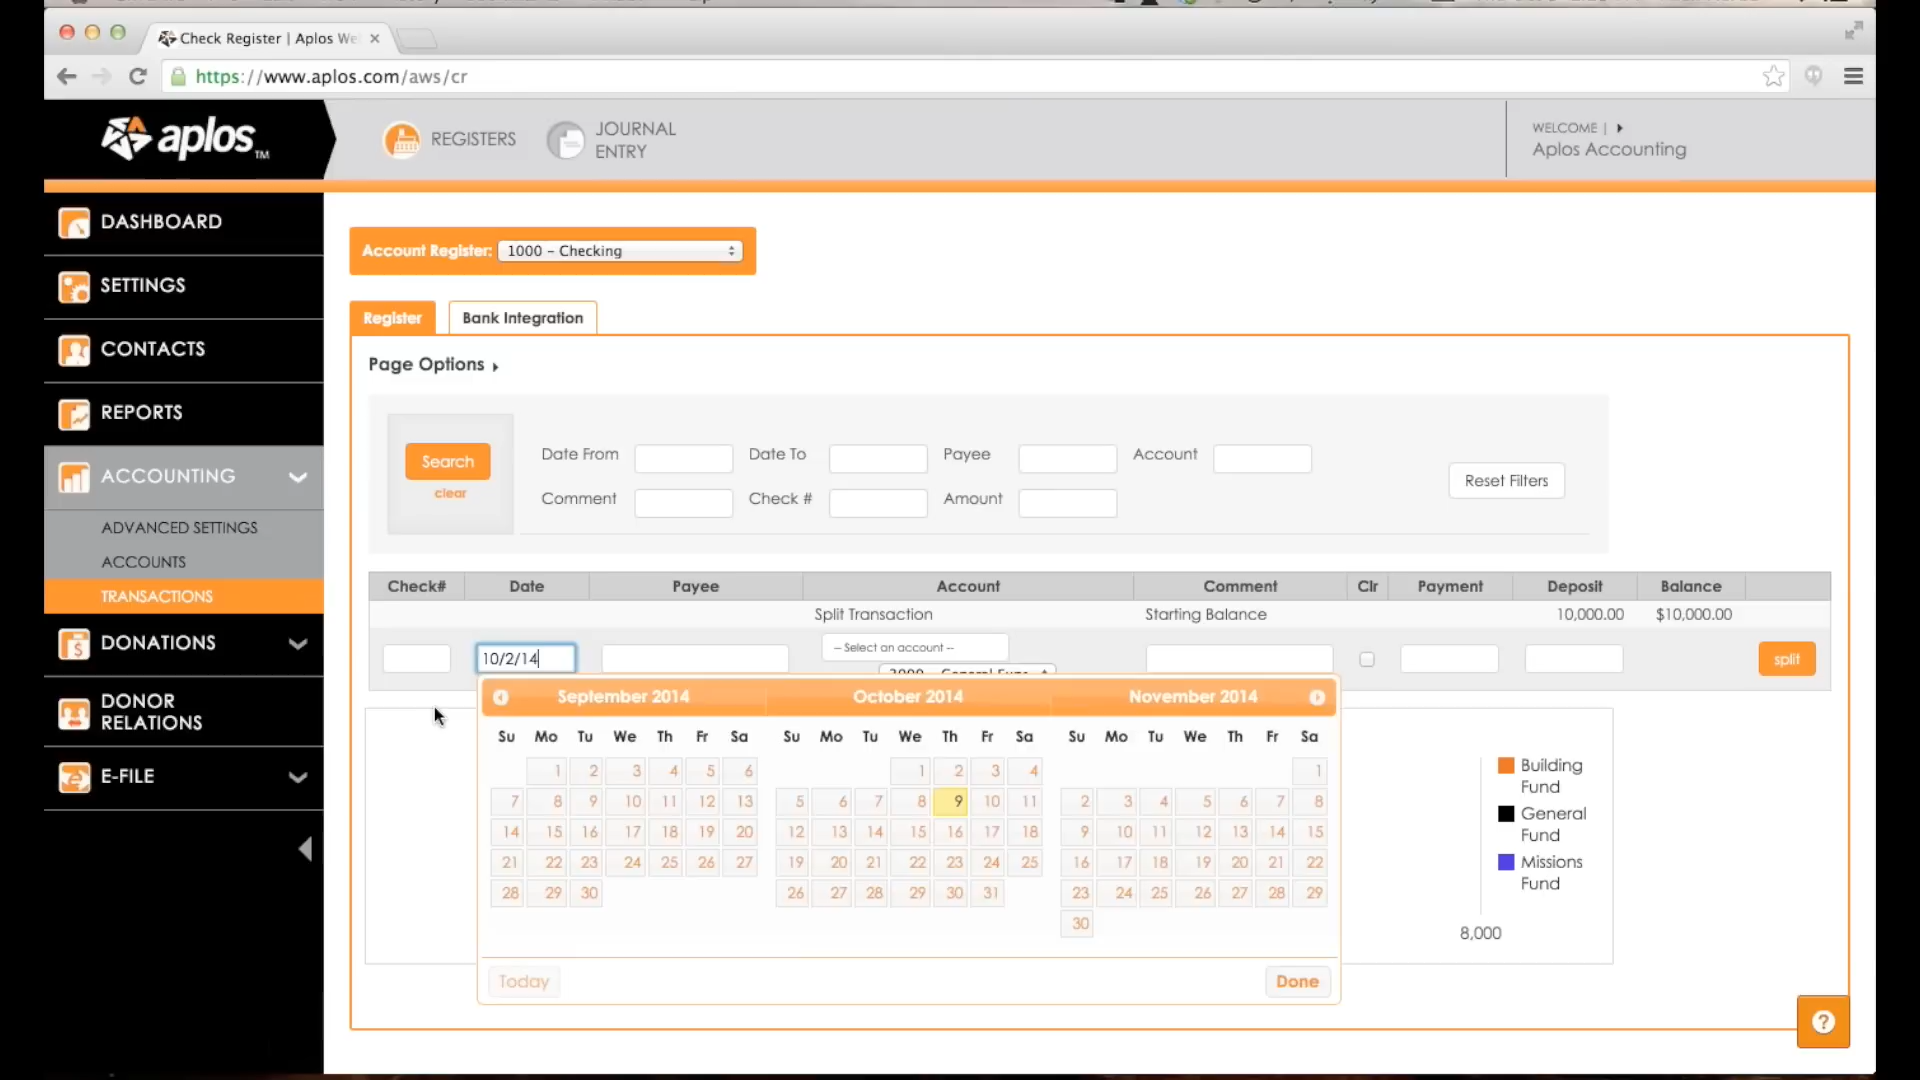 Check Register | Aplos We
https://www.aplos.com/aws/cr
aplos TM
REGISTERS
JOURNAL
ENTRY
WELCOME |
Aplos Accounting
DASHBOARD
SETTINGS
CONTACTS
REPORTS
ACCOUNTING
ADVANCED SETTINGS
ACCOUNTS
TRANSACTIONS
DONATIONS
DONOR
RELATIONS
E-FILE
Account Register: 1000 – Checking
Register Bank Integration
Page Options
Search
clear
Date From Date To Payee Account
Comment Check # Amount
Reset Filters
Check# Date Payee Account Comment Clr Payment Deposit Balance
Split Transaction Starting Balance 10,000.00 $10,000.00
-- Select an account --
10/2/14
split
September 2014 October 2014 November 2014
Su Mo Tu We Th Fr Sa Su Mo Tu We Th Fr Sa Su Mo Tu We Th Fr Sa
1 2 3 4 5 6 1 2 3 4 1
7 8 9 10 11 12 13 5 6 7 8 9 10 11 2 3 4 5 6 7 8
14 15 16 17 18 19 20 12 13 14 15 16 17 18 9 10 11 12 13 14 15
21 22 23 24 25 26 27 19 20 21 22 23 24 25 16 17 18 19 20 21 22
28 29 30 26 27 28 29 30 31 23 24 25 26 27 28 29
30
Today Done
Building
Fund
General
Fund
Missions
Fund
8,000
?